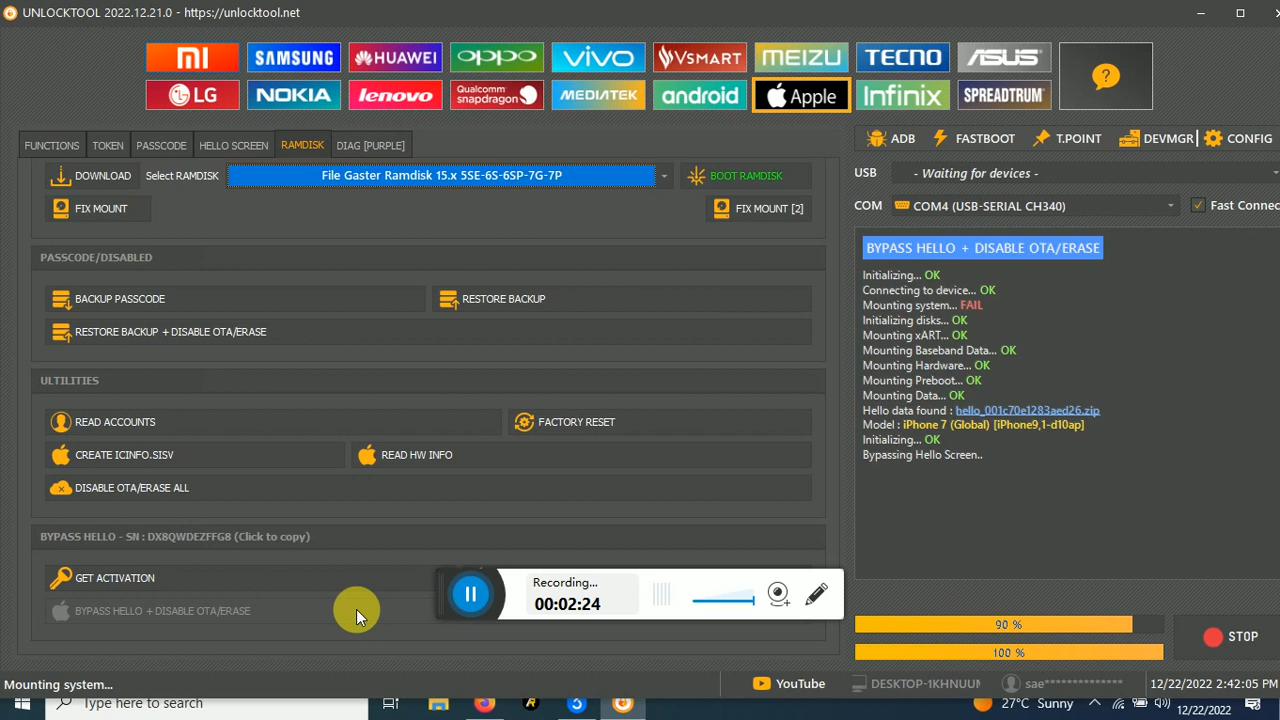 UNLOCKTOOL 2022.12.21.0 - https://unlocktool.net
mi SAMSUNG HUAWEI oppo vivo VSMART MEIZU TECNO ASUS
LG NOKIA lenovo Qualcomm snapdragon MEDIATEK android Apple Infinix SPREADTRUM
?
FUNCTIONS TOKEN PASSCODE HELLO SCREEN RAMDISK DIAG [PURPLE]
DOWNLOAD Select RAMDISK File Gaster Ramdisk 15.x 5SE-6S-6SP-7G-7P BOOT RAMDISK
FIX MOUNT FIX MOUNT [2]
PASSCODE/DISABLED
BACKUP PASSCODE RESTORE BACKUP
RESTORE BACKUP + DISABLE OTA/ERASE
ULTILITIES
READ ACCOUNTS FACTORY RESET
CREATE ICINFO.SISV READ HW INFO
DISABLE OTA/ERASE ALL
BYPASS HELLO - SN : DX8QWDEZFFG8 (Click to copy)
GET ACTIVATION
BYPASS HELLO + DISABLE OTA/ERASE
Recording...
00:02:24
ADB FASTBOOT T.POINT DEVMGR CONFIG
USB - Waiting for devices -
COM COM4 (USB-SERIAL CH340) Fast Connec
BYPASS HELLO + DISABLE OTA/ERASE
Initializing... OK
Connecting to device... OK
Mounting system... FAIL
Initializing disks... OK
Mounting xART... OK
Mounting Baseband Data... OK
Mounting Hardware... OK
Mounting Preboot... OK
Mounting Data... OK
Hello data found : hello_001c70e1283aed26.zip
Model : iPhone 7 (Global) [iPhone9,1-d10ap]
Initializing... OK
Bypassing Hello Screen..
90 %
100 %
STOP
Mounting system... YouTube DESKTOP-1KHNUUM sae************** 12/22/2022 2:42:05 PM
Type here to search 27°C Sunny 12/22/2022